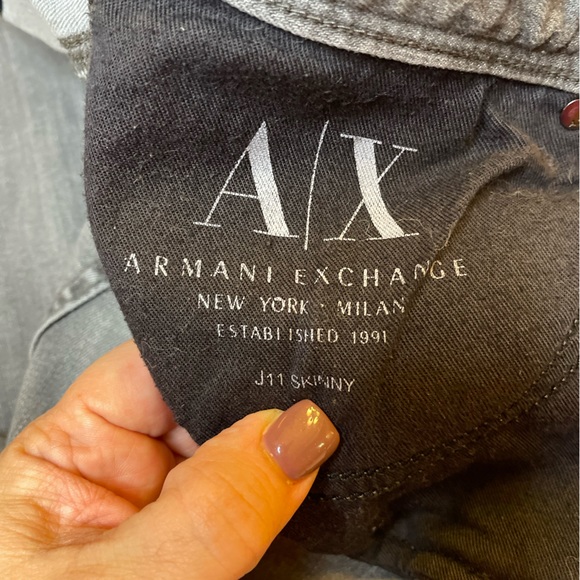 A|X
ARMANI EXCHANGE
NEW YORK · MILAN
ESTABLISHED 1991
J11 SKINNY